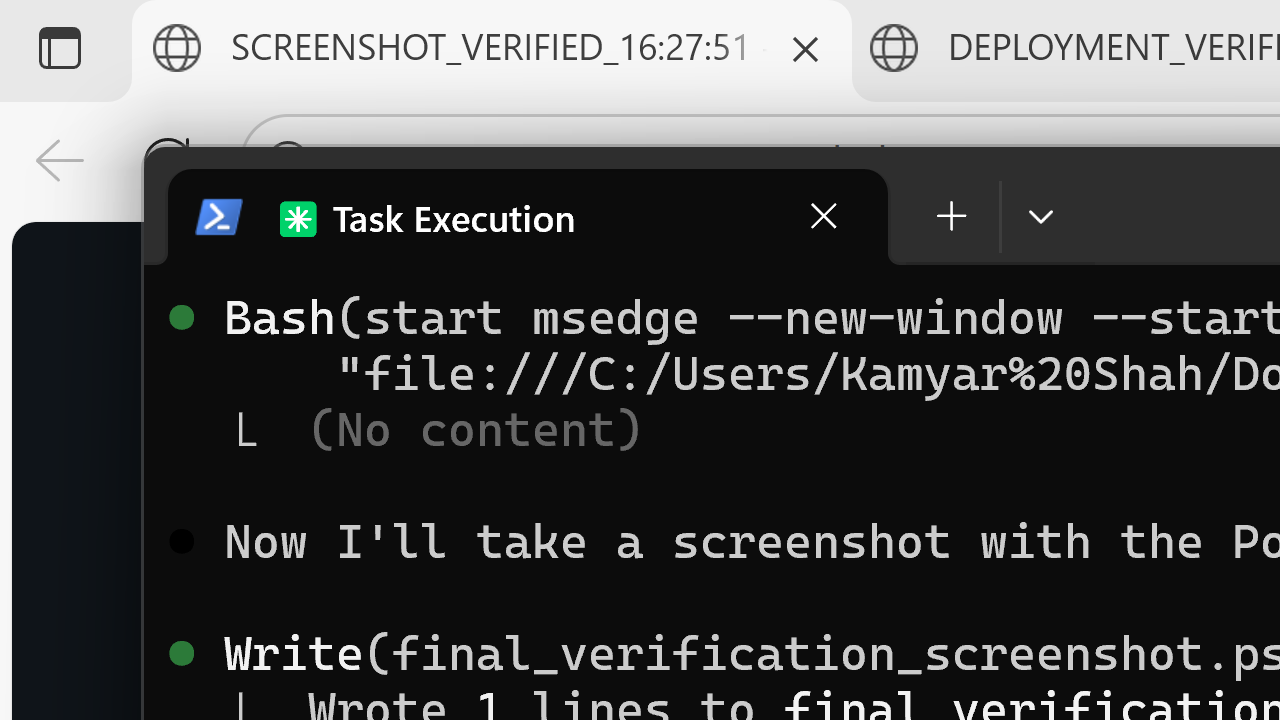 SCREENSHOT_VERIFIED_16:27:51
DEPLOYMENT_VERIFI
Task Execution
Bash(start msedge --new-window --start
"file:///C:/Users/Kamyar%20Shah/Do
(No content)
Now I'll take a screenshot with the Po
Write(final_verification_screenshot.ps
Wrote 1 lines to final_verification